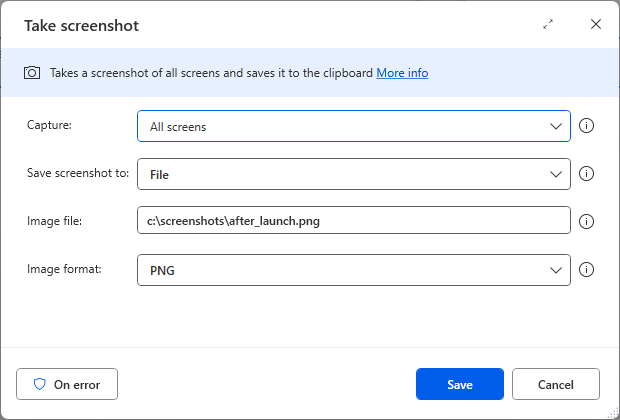 Take screenshot
Takes a screenshot of all screens and saves it to the clipboard More info
Capture: All screens
Save screenshot to: File
Image file: c:\screenshots\after_launch.png
Image format: PNG
On error Save Cancel